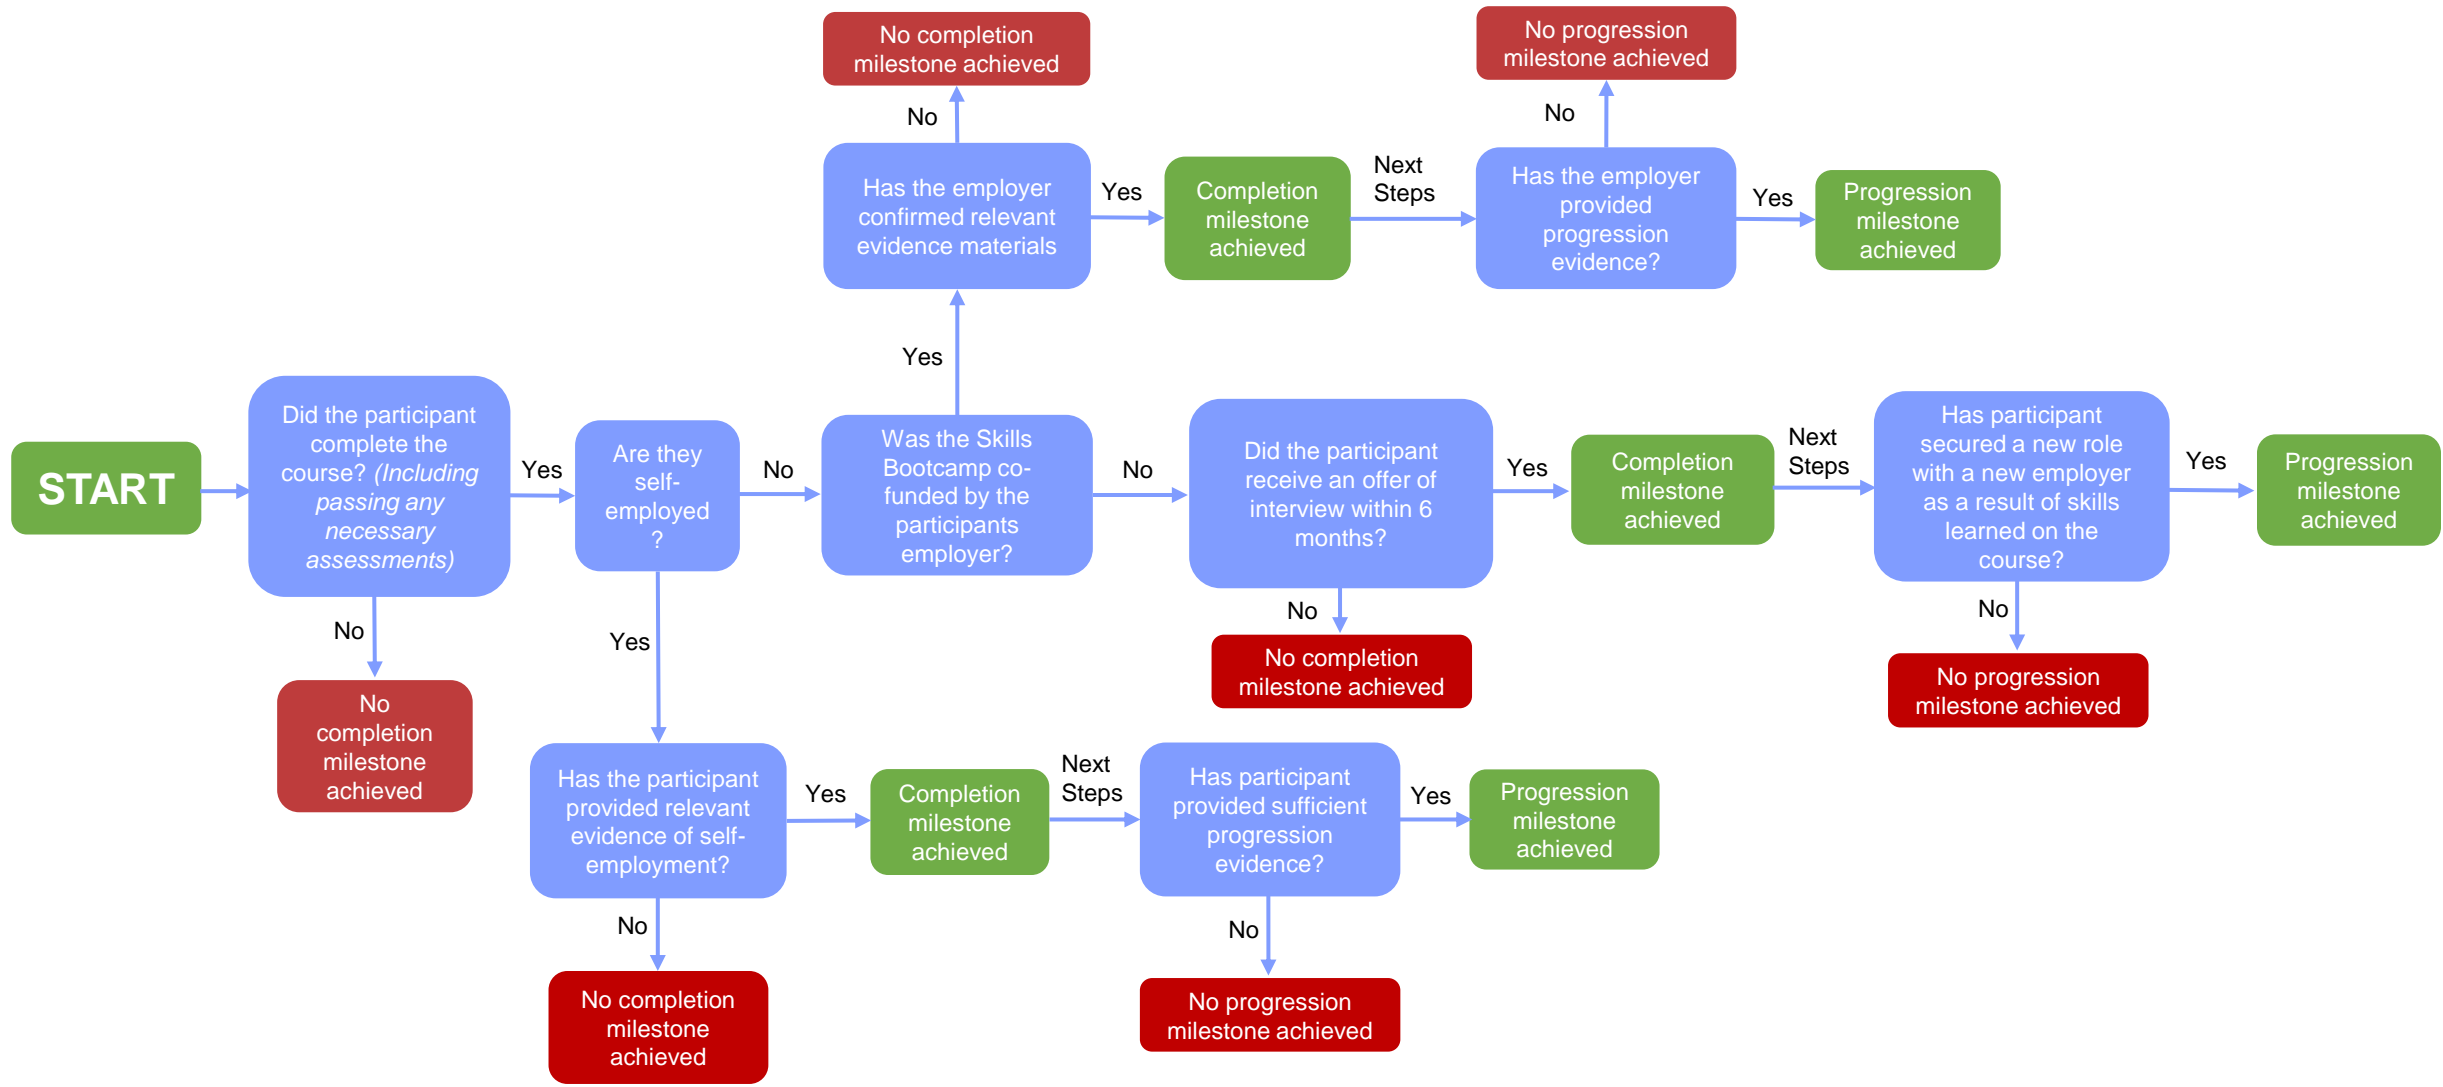 No completion
milestone achieved
No progression
milestone achieved
No
No
Has the employer
confirmed relevant
evidence materials
Yes
Completion
milestone
achieved
Next
Steps
Has the employer
provided
progression
evidence?
Yes
Progression
milestone
achieved
Yes
START
Did the participant
complete the
course? (Including
passing any
necessary
assessments)
Yes
Are they
self-
employed
?
No
Was the Skills
Bootcamp co-
funded by the
participants
employer?
No
Did the participant
receive an offer of
interview within 6
months?
Yes
Completion
milestone
achieved
Next
Steps
Has participant
secured a new role
with a new employer
as a result of skills
learned on the
course?
Yes
Progression
milestone
achieved
No
No
completion
milestone
achieved
Yes
No
No completion
milestone achieved
No
No progression
milestone achieved
Has the participant
provided relevant
evidence of self-
employment?
Yes
Completion
milestone
achieved
Next
Steps
Has participant
provided sufficient
progression
evidence?
Yes
Progression
milestone
achieved
No
No completion
milestone
achieved
No
No progression
milestone achieved